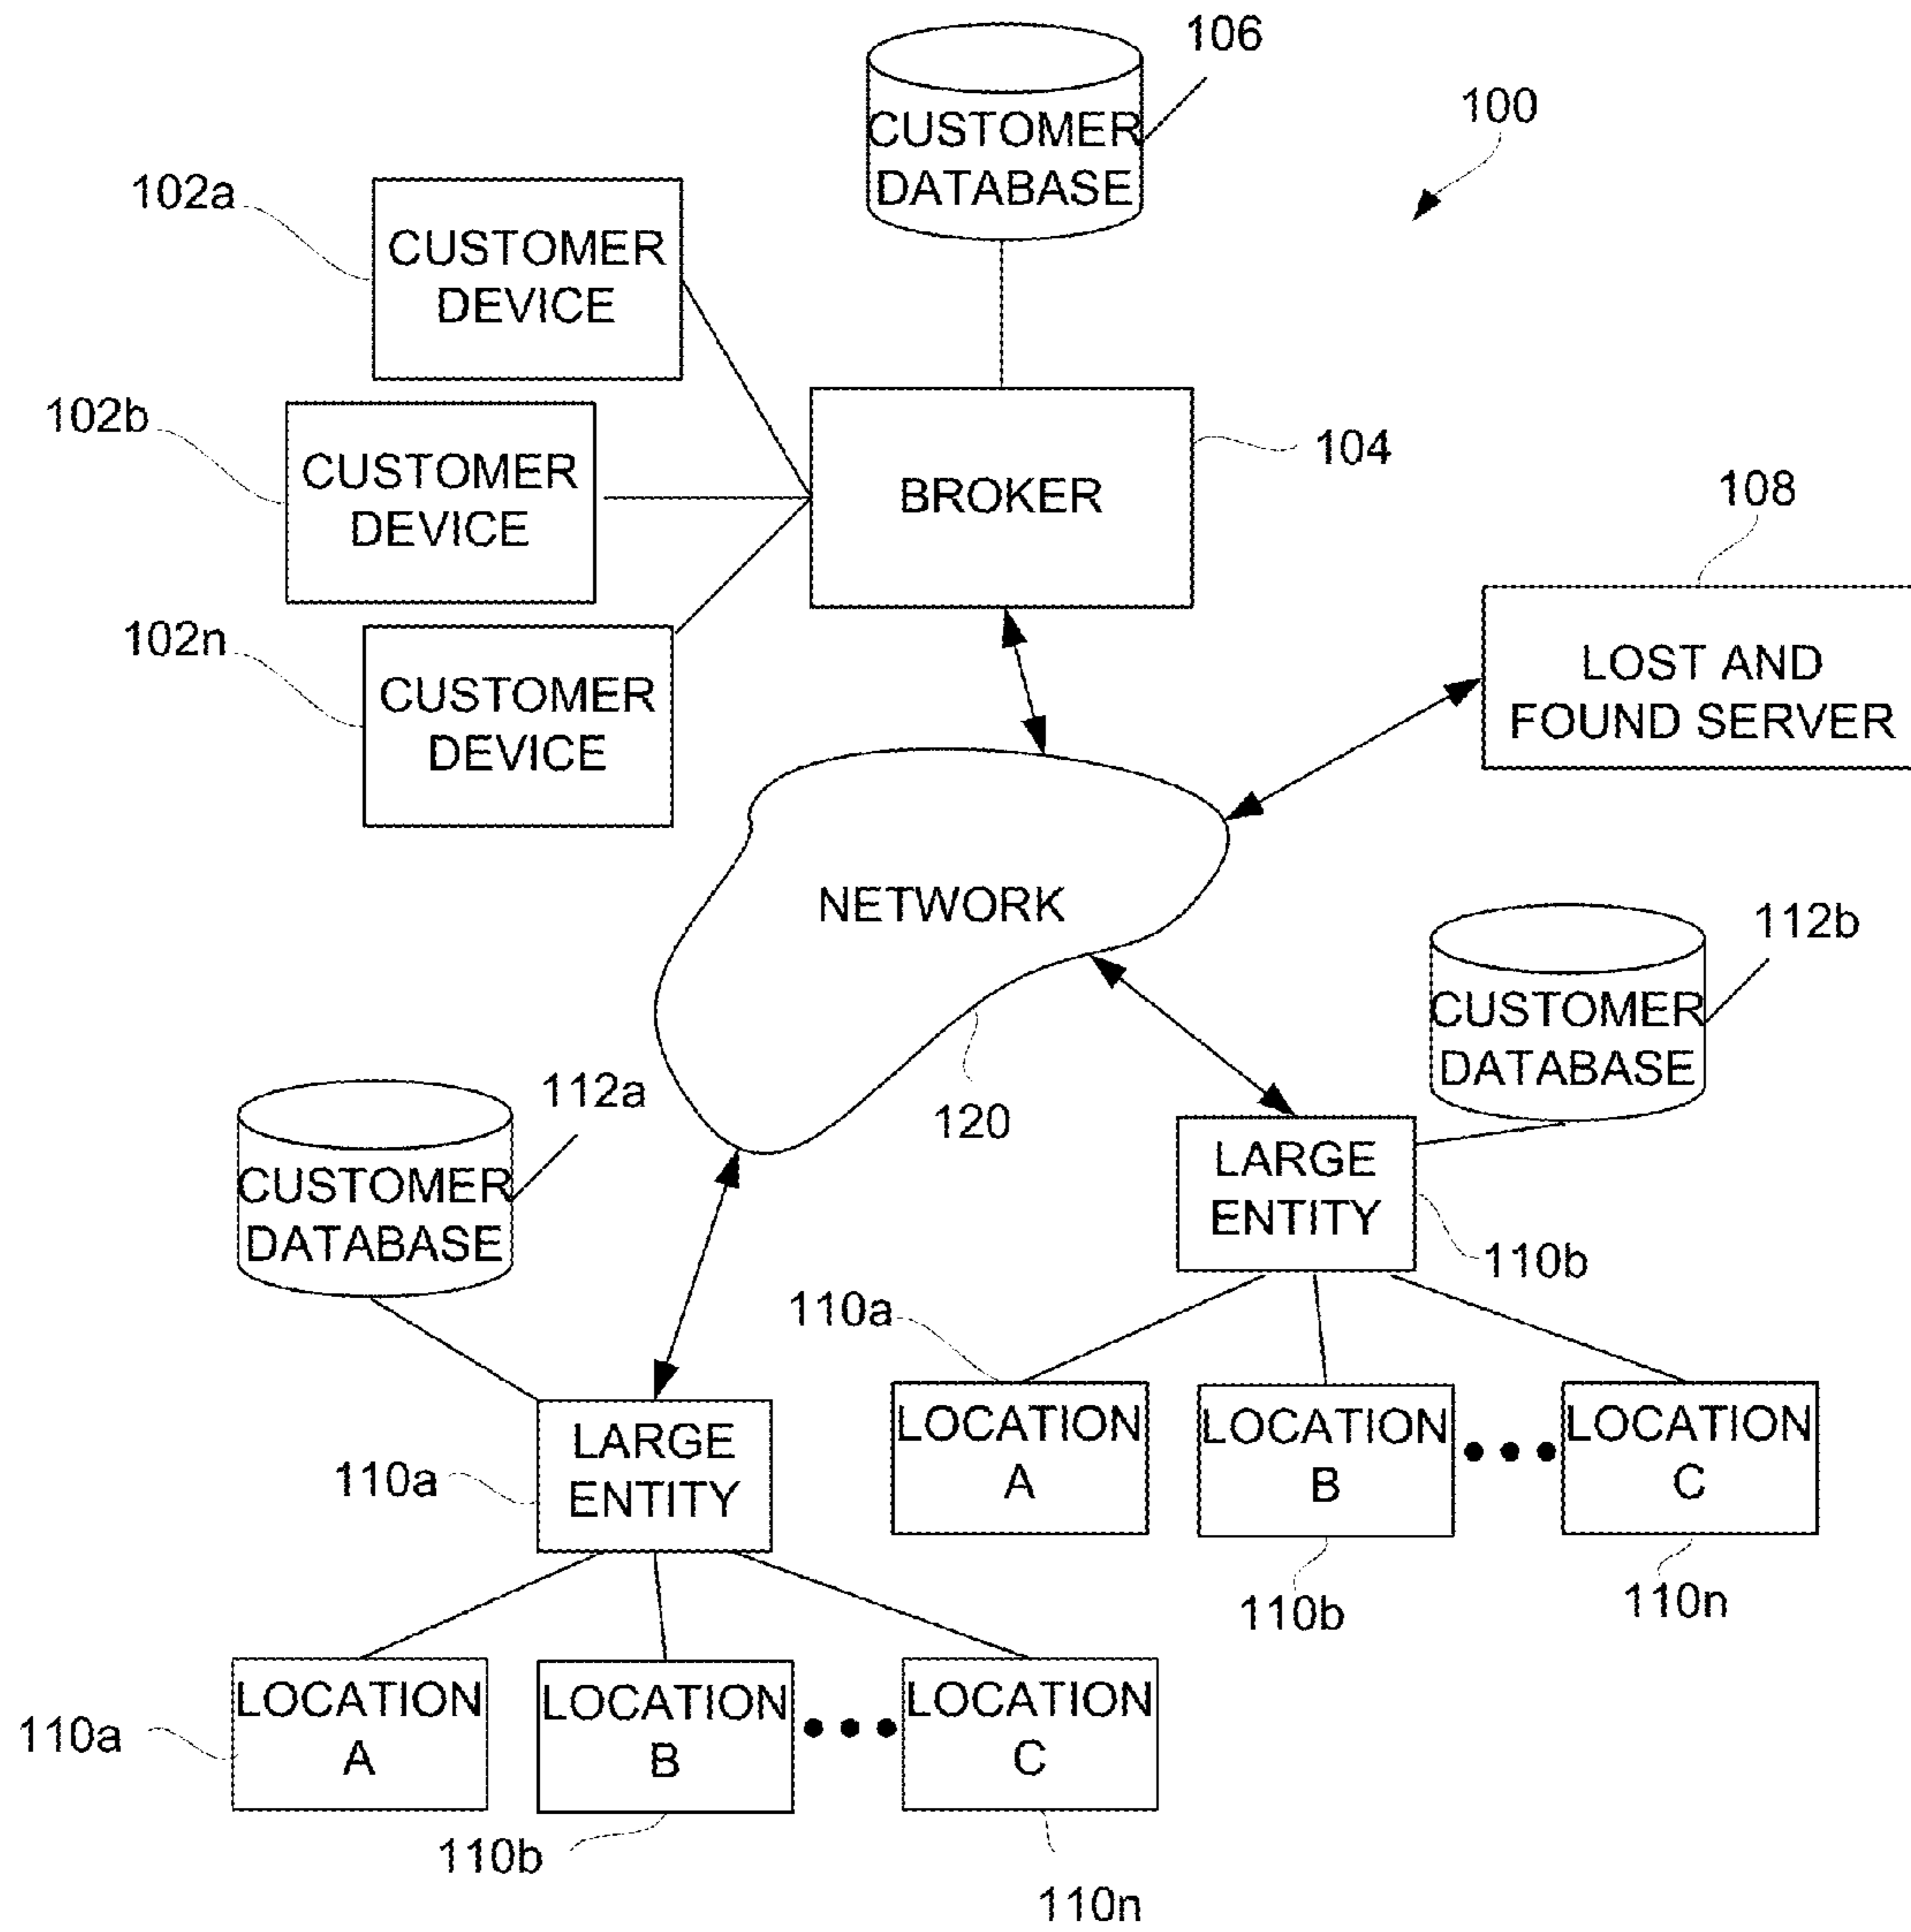 106
CUSTOMER
DATABASE
100
102a
CUSTOMER
DEVICE
102b
CUSTOMER
DEVICE
104
BROKER
108
102n
CUSTOMER
DEVICE
LOST AND
FOUND SERVER
NETWORK
112b
CUSTOMER
DATABASE
112a
120
CUSTOMER
DATABASE
LARGE
ENTITY
110b
110a
LOCATION
A
LOCATION
B
LOCATION
C
110b
110n
LARGE
ENTITY
110a
LOCATION
A
LOCATION
B
LOCATION
C
110a
110b
110n